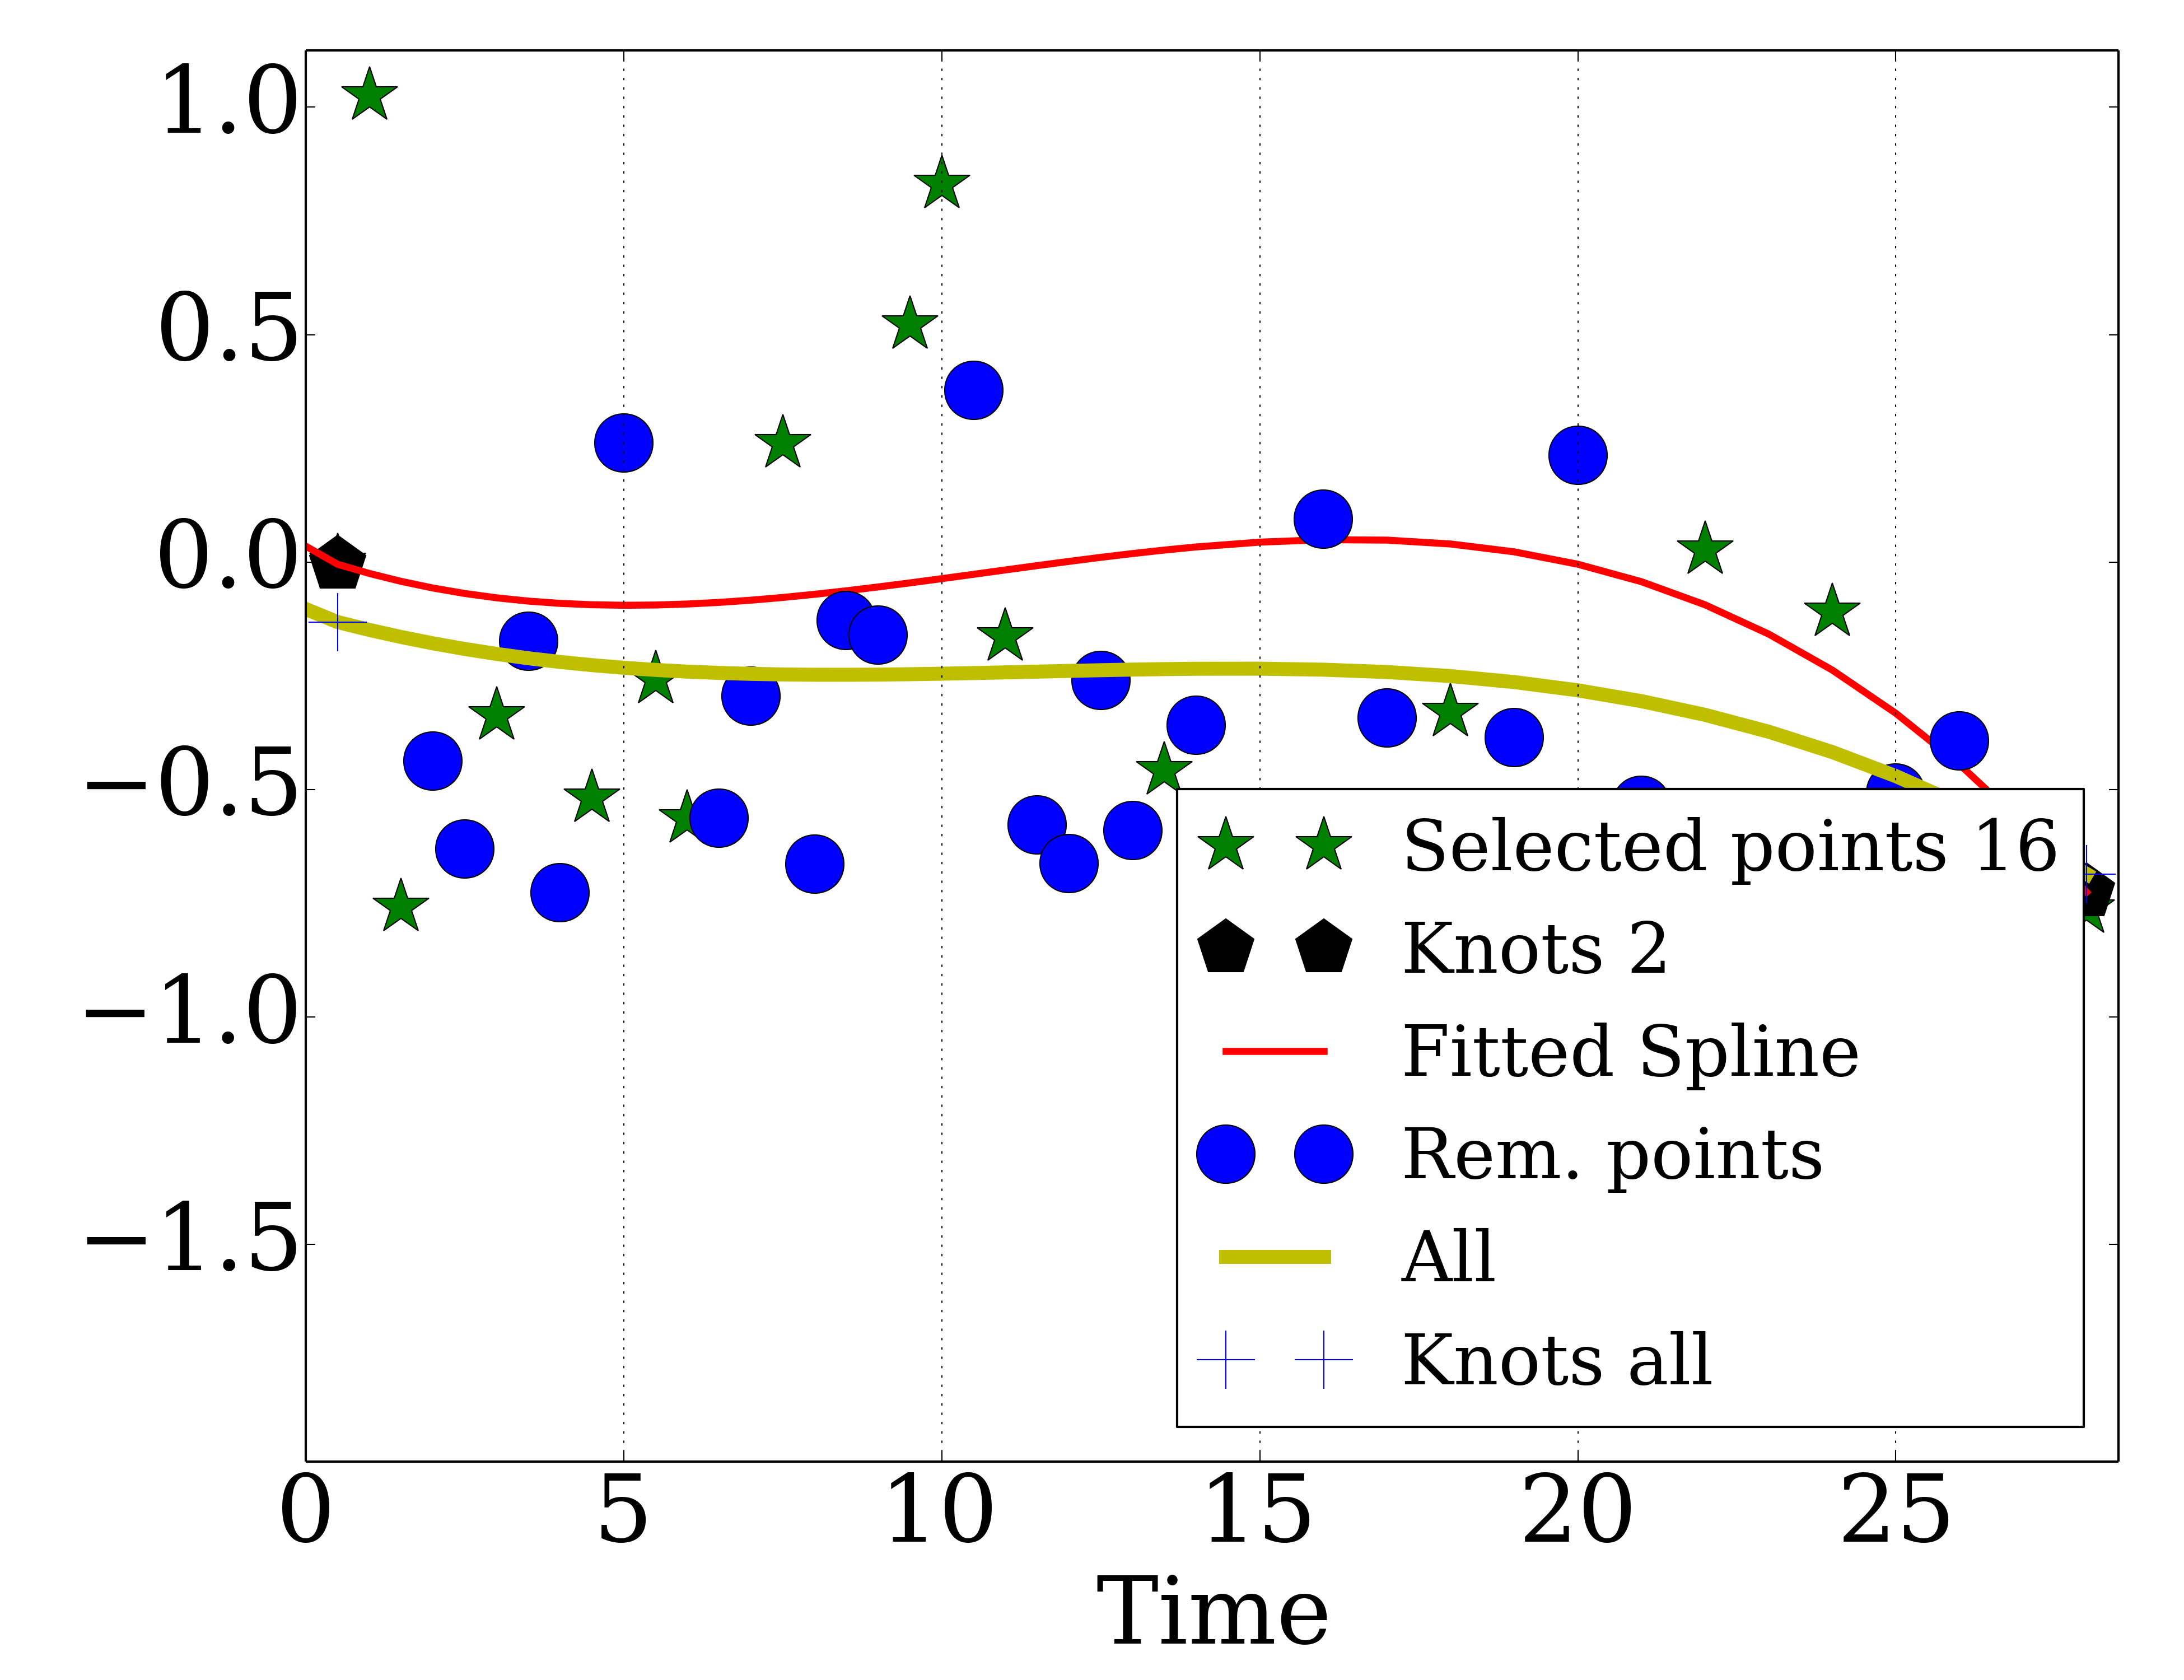 1.0
0.5
0.0
−0.5
−1.0
−1.5
Selected points 16
Knots 2
Fitted Spline
Rem. points
All
Knots all
0 5 10 15 20 25
Time